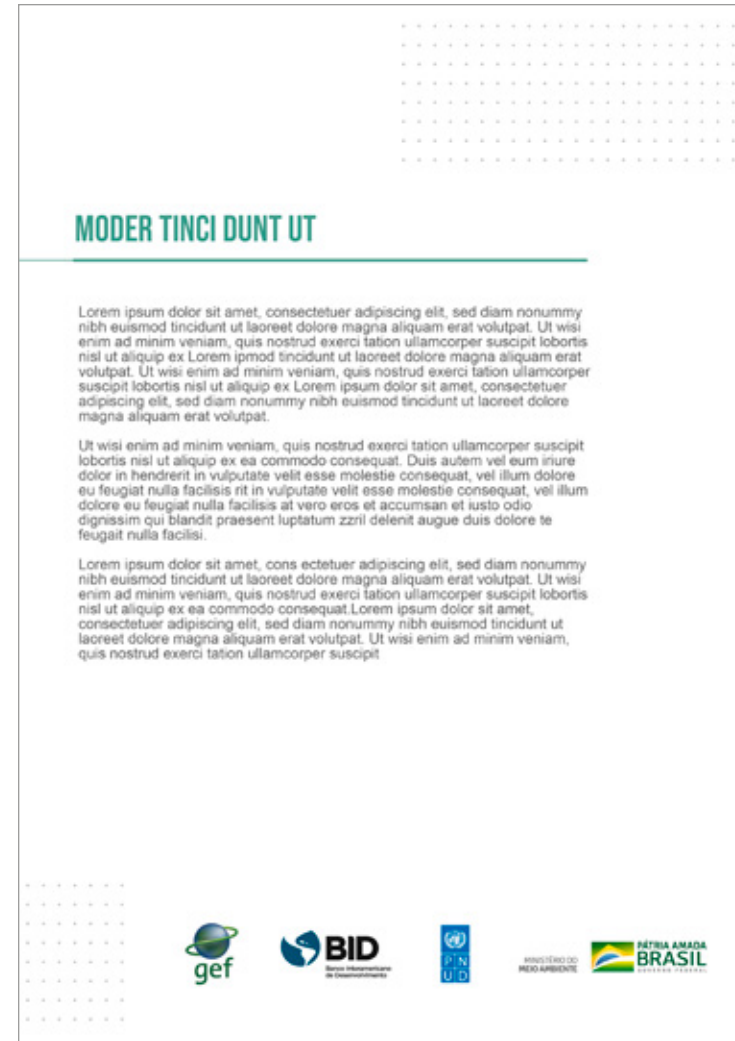 MODER TINCI DUNT UT
Lorem ipsum dolor sit amet, consectetuer adipiscing elit, sed diam nonummy
nibh euismod tincidunt ut laoreet dolore magna aliquam erat volutpat. Ut wisi
enim ad minim veniam, quis nostrud exerci tation ullamcorper suscipit lobortis
nisl ut aliquip ex Lorem ipmod tincidunt ut laoreet dolore magna aliquam erat
volutpat. Ut wisi enim ad minim veniam, quis nostrud exerci tation ullamcorper
suscipit lobortis nisl ut aliquip ex Lorem ipsum dolor sit amet, consectetuer
adipiscing elit, sed diam nonummy nibh euismod tincidunt ut laoreet dolore
magna aliquam erat volutpat.
Ut wisi enim ad minim veniam, quis nostrud exerci tation ullamcorper suscipit
lobortis nisl ut aliquip ex ea commodo consequat. Duis autem vel eum iriure
dolor in hendrerit in vulputate velit esse molestie consequat, vel illum dolore
eu feugiat nulla facilisis rit in vulputate velit esse molestie consequat, vel illum
dolore eu feugiat nulla facilisis at vero eros et accumsan et iusto odio
dignissim qui blandit praesent luptatum zzril delenit augue duis dolore te
feugait nulla facilisi.
Lorem ipsum dolor sit amet, cons ectetuer adipiscing elit, sed diam nonummy
nibh euismod tincidunt ut laoreet dolore magna aliquam erat volutpat. Ut wisi
enim ad minim veniam, quis nostrud exerci tation ullamcorper suscipit lobortis
nisl ut aliquip ex ea commodo consequat.Lorem ipsum dolor sit amet,
consectetuer adipiscing elit, sed diam nonummy nibh euismod tincidunt ut
laoreet dolore magna aliquam erat volutpat. Ut wisi enim ad minim veniam,
quis nostrud exerci tation ullamcorper suscipit
gef
BID
Banco Interamericano
de Desenvolvimento
P N
U D
MINISTÉRIO DO
MEIO AMBIENTE
PÁTRIA AMADA
BRASIL
GOVERNO FEDERAL